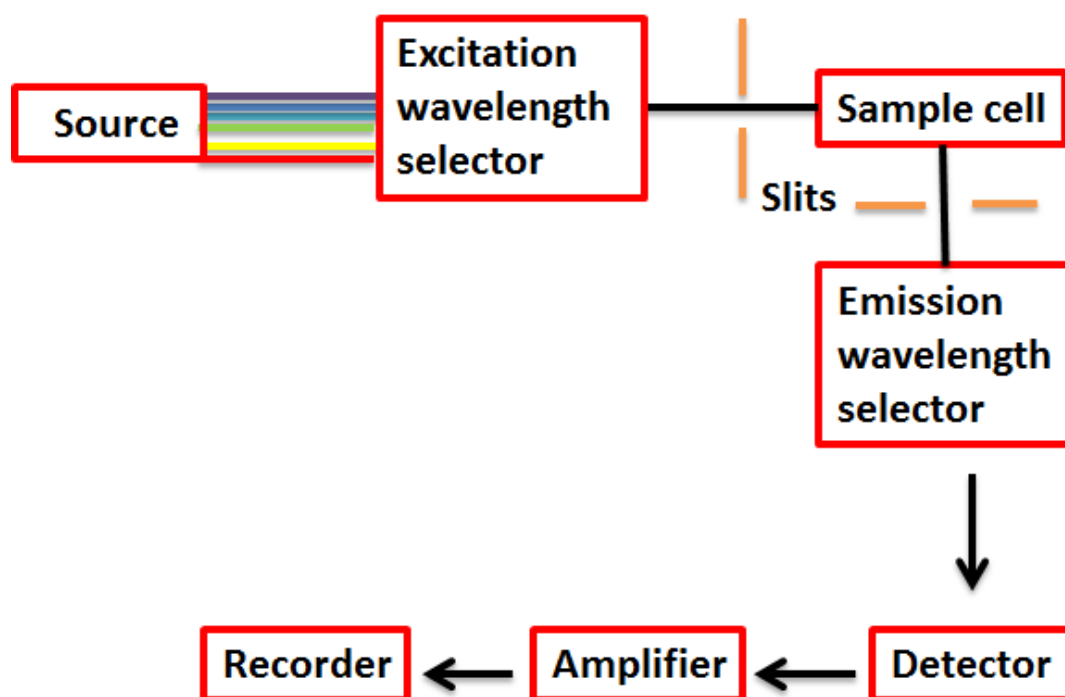 Source
Excitation
wavelength
selector
Sample cell
Slits
Emission
wavelength
selector
Detector
Amplifier
Recorder